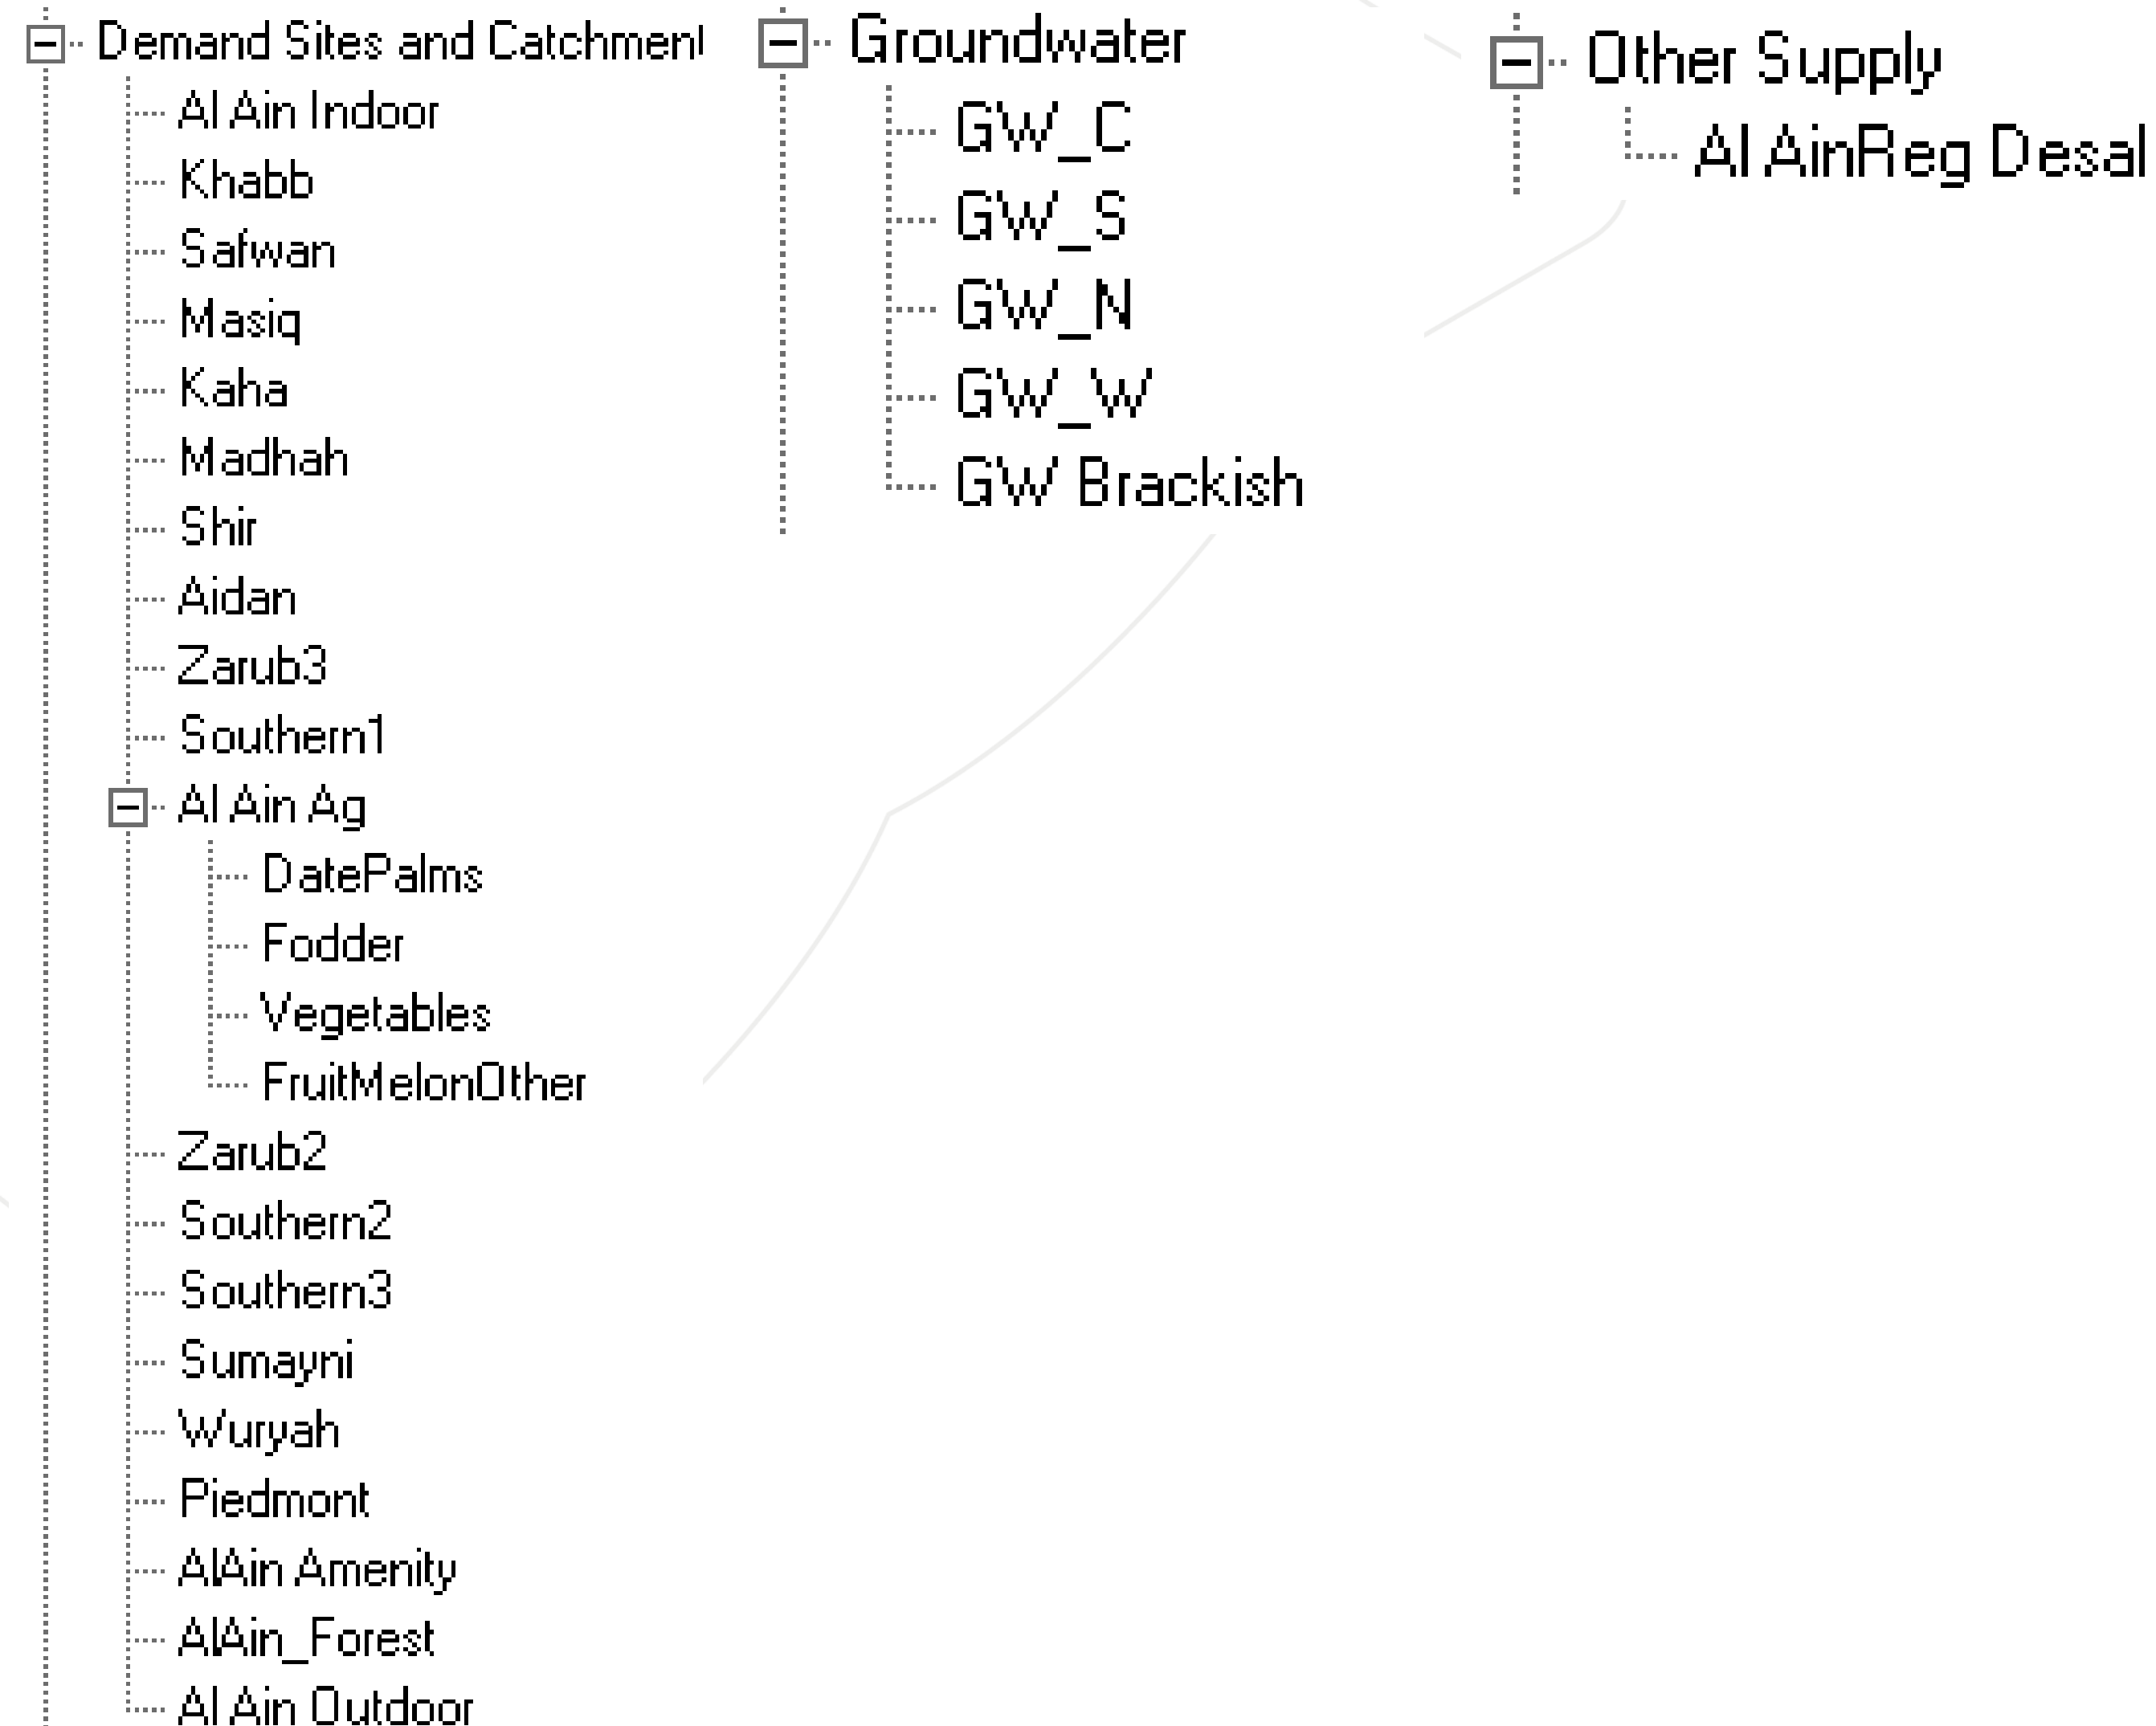 Demand Sites and Catchment
Al Ain Indoor
Khabb
Safwan
Masiq
Kaha
Madhah
Shir
Aidan
Zarub3
Southern1
Al Ain Ag
DatePalms
Fodder
Vegetables
FruitMelonOther
Zarub2
Southern2
Southern3
Sumayni
Wuryah
Piedmont
AlAin Amenity
AlAin_Forest
Al Ain Outdoor
Groundwater
GW_C
GW_S
GW_N
GW_W
GW Brackish
Other Supply
Al AinReg Desal